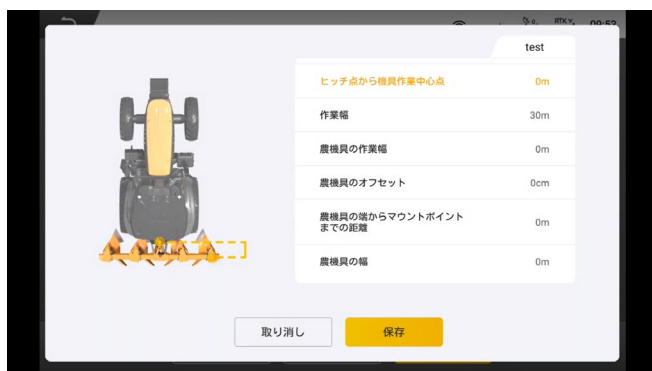 RTK
09:53
test
ヒッチ点から機具作業中心点 0m
作業幅 30m
農機具の作業幅 0m
農機具のオフセット 0cm
農機具の端からマウントポイント
までの距離 0m
農機具の幅 0m
取り消し 保存